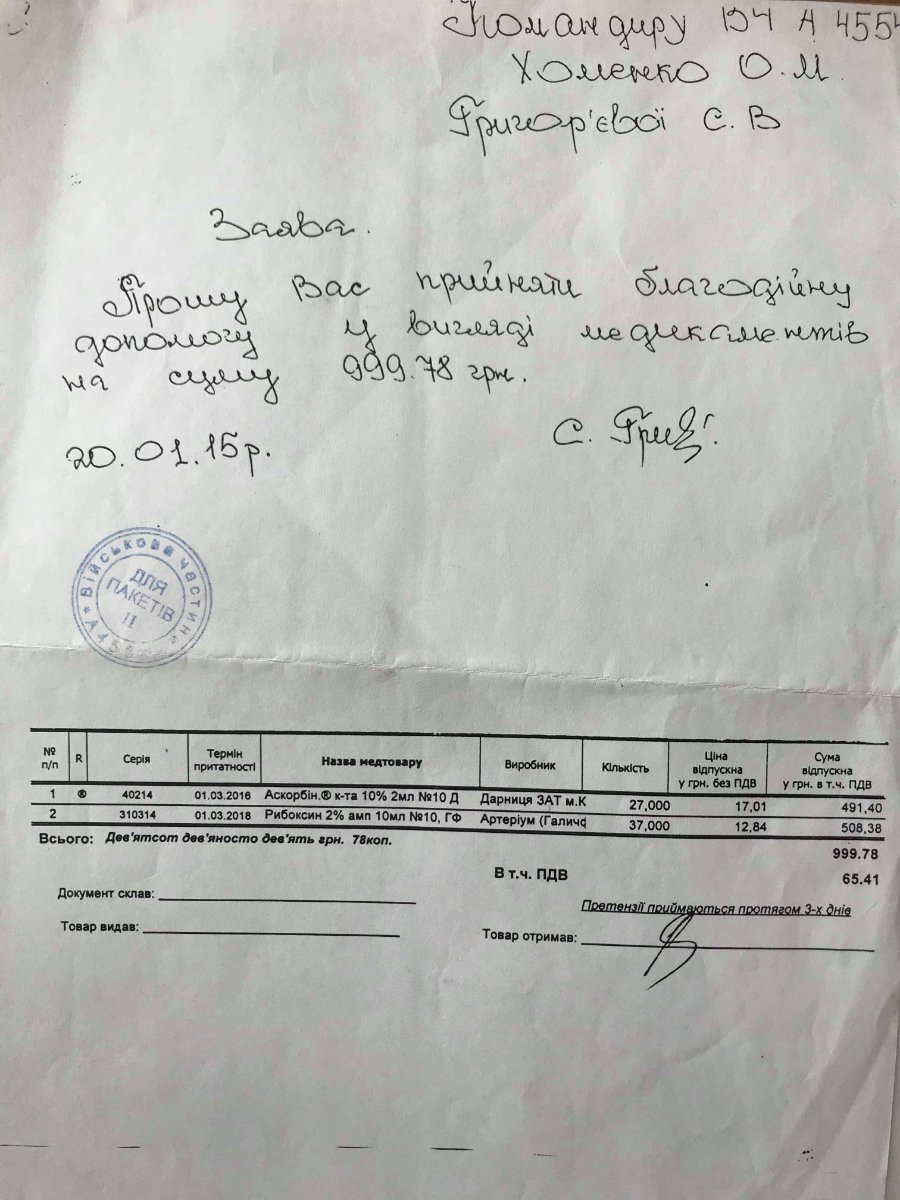 Командиру ВЧ А 4554
Хоменко О.М.
Григор'євої С.В
Заява.
Прошу Вас прийняти благодійну
допомогу у вигляді медикаментів
на суму 999.78 грн.
20.01.15р.
С. Григ
* Військова частина * А455
ДЛЯ
ПАКЕТІВ
II
№ п/п R Серія Термін притатності Назва медтовару Виробник Кількість Ціна відпускна у грн. без ПДВ Сума відпускна у грн. в т.ч. ПДВ
1 ® 40214 01.03.2016 Аскорбін.® к-та 10% 2мл №10 Д Дарниця ЗАТ м.К 27,000 17,01 491,40
2 310314 01.03.2018 Рибоксин 2% амп 10мл №10, ГФ Артеріум (Галичф 37,000 12,84 508,38
Всього: Дев'ятсот дев'яносто дев'ять грн. 78коп. 999.78
В т.ч. ПДВ 65.41
Документ склав:
Претензії приймаються протягом 3-х днів
Товар видав:
Товар отримав: